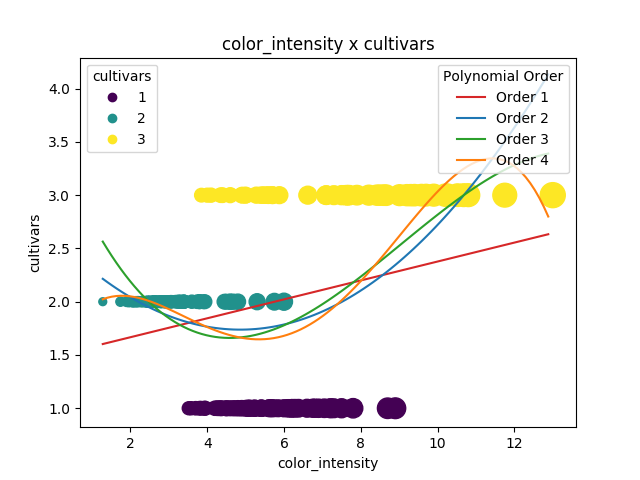 color_intensity x cultivars
cultivars
1
2
3
Polynomial Order
Order 1
Order 2
Order 3
Order 4
cultivars
4.0
3.5
3.0
2.5
2.0
1.5
1.0
2 4 6 8 10 12
color_intensity